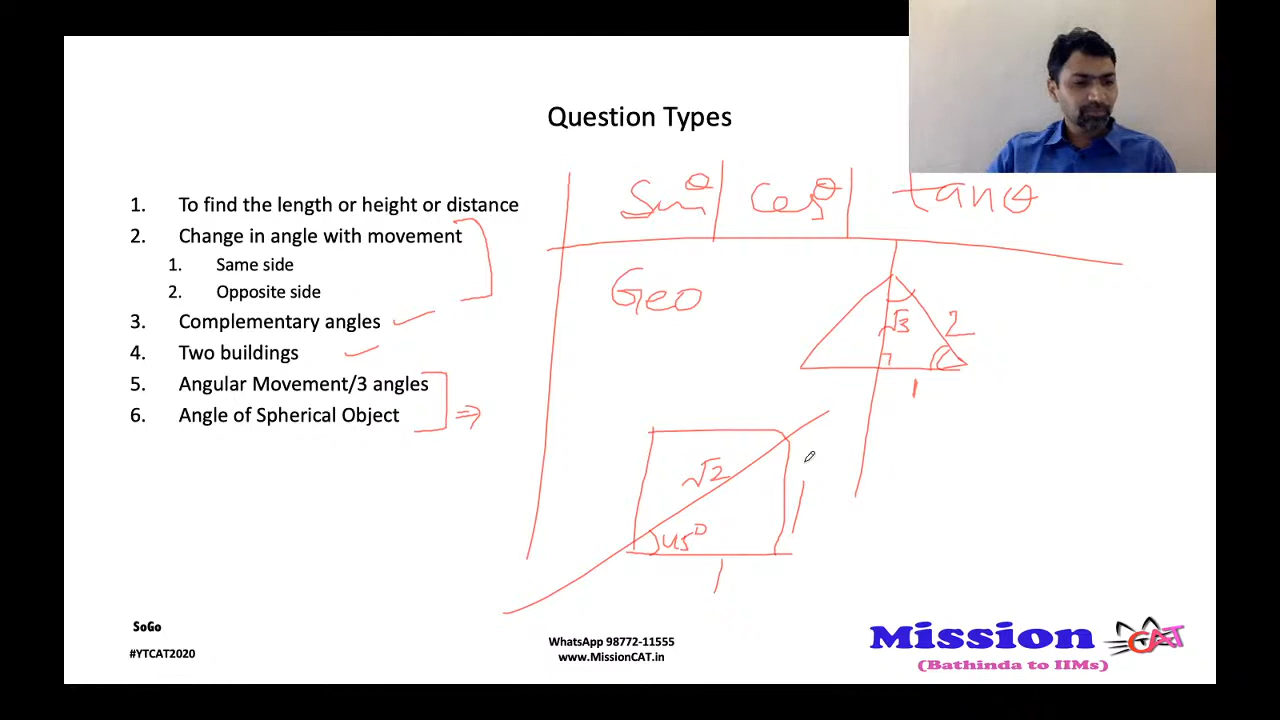 Question Types
1. To find the length or height or distance
2. Change in angle with movement
1. Same side
2. Opposite side
3. Complementary angles
4. Two buildings
5. Angular Movement/3 angles
6. Angle of Spherical Object
Sinθ Cosθ tanθ
Geo
√3 2
1
√2
45°
1
1
SoGo
#YTCAT2020
WhatsApp 98772-11555
www.MissionCAT.in
Mission CAT
(Bathinda to IIMs)